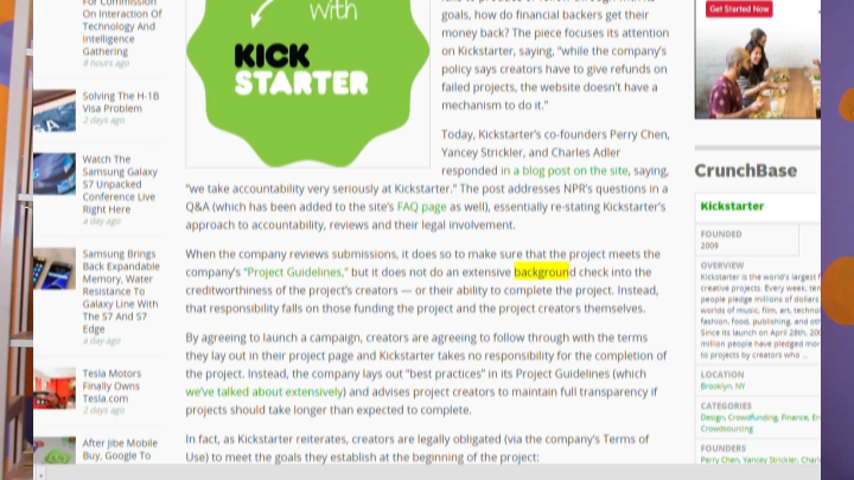 For Commission
On Interaction Of
Technology And
Intelligence
Gathering
8 hours ago
Solving The H-1B
Visa Problem
2 days ago
Watch The
Samsung Galaxy
S7 Unpacked
Conference Live
Right Here
a day ago
Samsung Brings
Back Expandable
Memory, Water
Resistance To
Galaxy Line With
The S7 And S7
Edge
a day ago
Tesla Motors
Finally Owns
Tesla.com
2 days ago
After Jibe Mobile
Buy, Google To
with
KICK
STARTER
goals, how do financial backers get their
money back? The piece focuses its attention
on Kickstarter, saying, "while the company's
policy says creators have to give refunds on
failed projects, the website doesn't have a
mechanism to do it."
Today, Kickstarter's co-founders Perry Chen,
Yancey Strickler, and Charles Adler
responded in a blog post on the site, saying,
"we take accountability very seriously at Kickstarter." The post addresses NPR's questions in a
Q&A (which has been added to the site's FAQ page as well), essentially re-stating Kickstarter's
approach to accountability, reviews and their legal involvement.
When the company reviews submissions, it does so to make sure that the project meets the
company's "Project Guidelines," but it does not do an extensive background check into the
creditworthiness of the project's creators — or their ability to complete the project. Instead,
that responsibility falls on those funding the project and the project creators themselves.
By agreeing to launch a campaign, creators are agreeing to follow through with the terms
they lay out in their project page and Kickstarter takes no responsibility for the completion of
the project. Instead, the company lays out "best practices" in its Project Guidelines (which
we've talked about extensively) and advises project creators to maintain full transparency if
projects should take longer than expected to complete.
In fact, as Kickstarter reiterates, creators are legally obligated (via the company's Terms of
Use) to meet the goals they establish at the beginning of the project:
Get Started Now
CrunchBase
Kickstarter
FOUNDED
2009
OVERVIEW
Kickstarter is the world's largest f
creative projects. Every week, ten
people pledge millions of dollars
worlds of music, film, art, technol
fashion, food, publishing, and oth
Since its launch on April 28th, 200
million people have pledged mor
to projects by creators who ...
LOCATION
Brooklyn, NY
CATEGORIES
Design, Crowdfunding, Finance, En
Crowdsourcing
FOUNDERS
Perry Chen, Yancey Strickler, Char